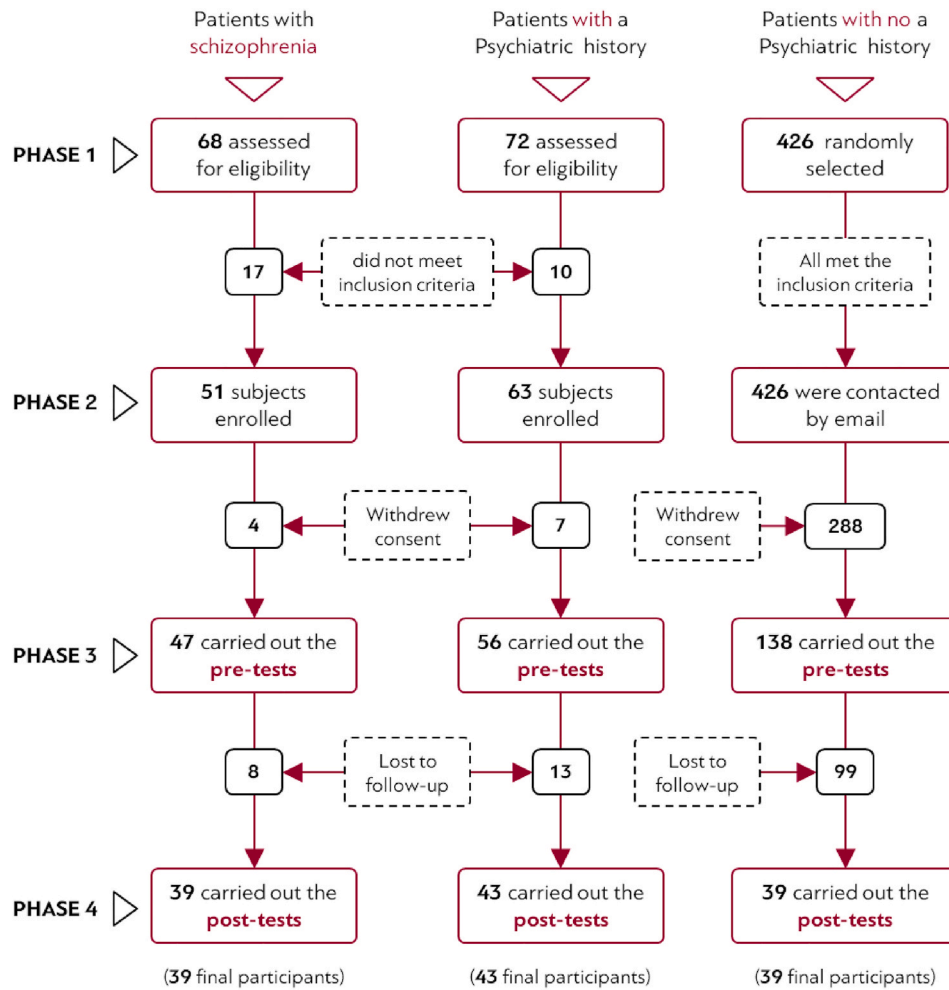 Patients with
schizophrenia
Patients with a
Psychiatric history
Patients with no a
Psychiatric history
PHASE 1
68 assessed
for eligibility
72 assessed
for eligibility
426 randomly
selected
17
did not meet
inclusion criteria
10
All met the
inclusion criteria
PHASE 2
51 subjects
enrolled
63 subjects
enrolled
426 were contacted
by email
4
Withdrew
consent
7
Withdrew
consent
288
PHASE 3
47 carried out the
pre-tests
56 carried out the
pre-tests
138 carried out the
pre-tests
8
Lost to
follow-up
13
Lost to
follow-up
99
PHASE 4
39 carried out the
post-tests
43 carried out the
post-tests
39 carried out the
post-tests
(39 final participants)
(43 final participants)
(39 final participants)